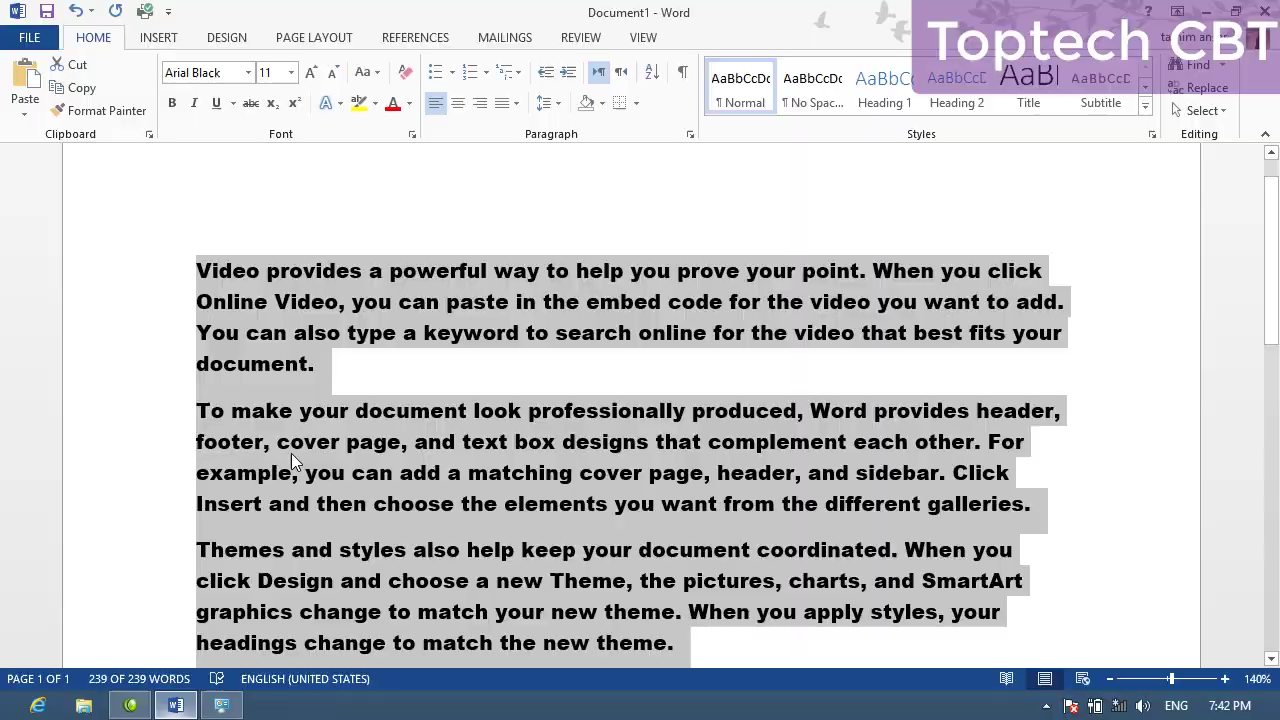 Document1 - Word
Toptech CBT
FILE HOME INSERT DESIGN PAGE LAYOUT REFERENCES MAILINGS REVIEW VIEW
Paste
Cut
Copy
Format Painter
Clipboard
Arial Black 11
Font
Paragraph
AaBbCcDc AaBbCcDc AaBbCc AaBbCcD AaB AaBbCcD
¶ Normal ¶ No Spac... Heading 1 Heading 2 Title Subtitle
Styles
Find
Replace
Select
Editing
Video provides a powerful way to help you prove your point. When you click
Online Video, you can paste in the embed code for the video you want to add.
You can also type a keyword to search online for the video that best fits your
document.
To make your document look professionally produced, Word provides header,
footer, cover page, and text box designs that complement each other. For
example, you can add a matching cover page, header, and sidebar. Click
Insert and then choose the elements you want from the different galleries.
Themes and styles also help keep your document coordinated. When you
click Design and choose a new Theme, the pictures, charts, and SmartArt
graphics change to match your new theme. When you apply styles, your
headings change to match the new theme.
PAGE 1 OF 1 239 OF 239 WORDS ENGLISH (UNITED STATES) 140%
ENG 7:42 PM